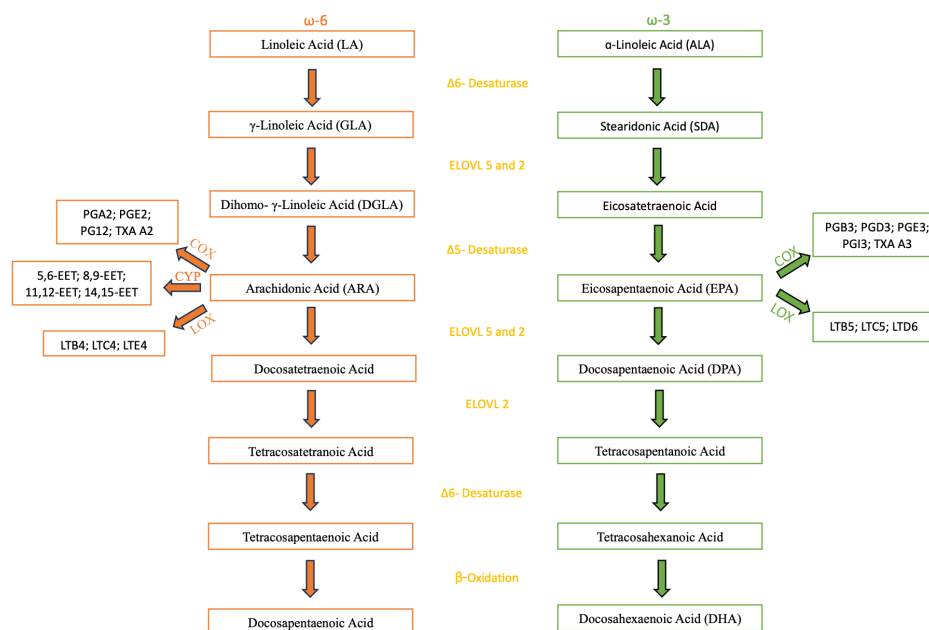 ω-6
ω-3
Linoleic Acid (LA)
α-Linoleic Acid (ALA)
Δ6- Desaturase
γ-Linoleic Acid (GLA)
Stearidonic Acid (SDA)
ELOVL 5 and 2
Dihomo- γ-Linoleic Acid (DGLA)
Eicosatetraenoic Acid
PGA2; PGE2;
PG12; TXA A2
PGB3; PGD3; PGE3;
PGI3; TXA A3
Δ5- Desaturase
COX
COX
5,6-EET; 8,9-EET;
11,12-EET; 14,15-EET
CYP
Arachidonic Acid (ARA)
Eicosapentaenoic Acid (EPA)
LOX
LOX
LTB4; LTC4; LTE4
LTB5; LTC5; LTD6
ELOVL 5 and 2
Docosatetraenoic Acid
Docosapentaenoic Acid (DPA)
ELOVL 2
Tetracosatetranoic Acid
Tetracosapentanoic Acid
Δ6- Desaturase
Tetracosapentaenoic Acid
Tetracosahexanoic Acid
β-Oxidation
Docosapentaenoic Acid
Docosahexaenoic Acid (DHA)